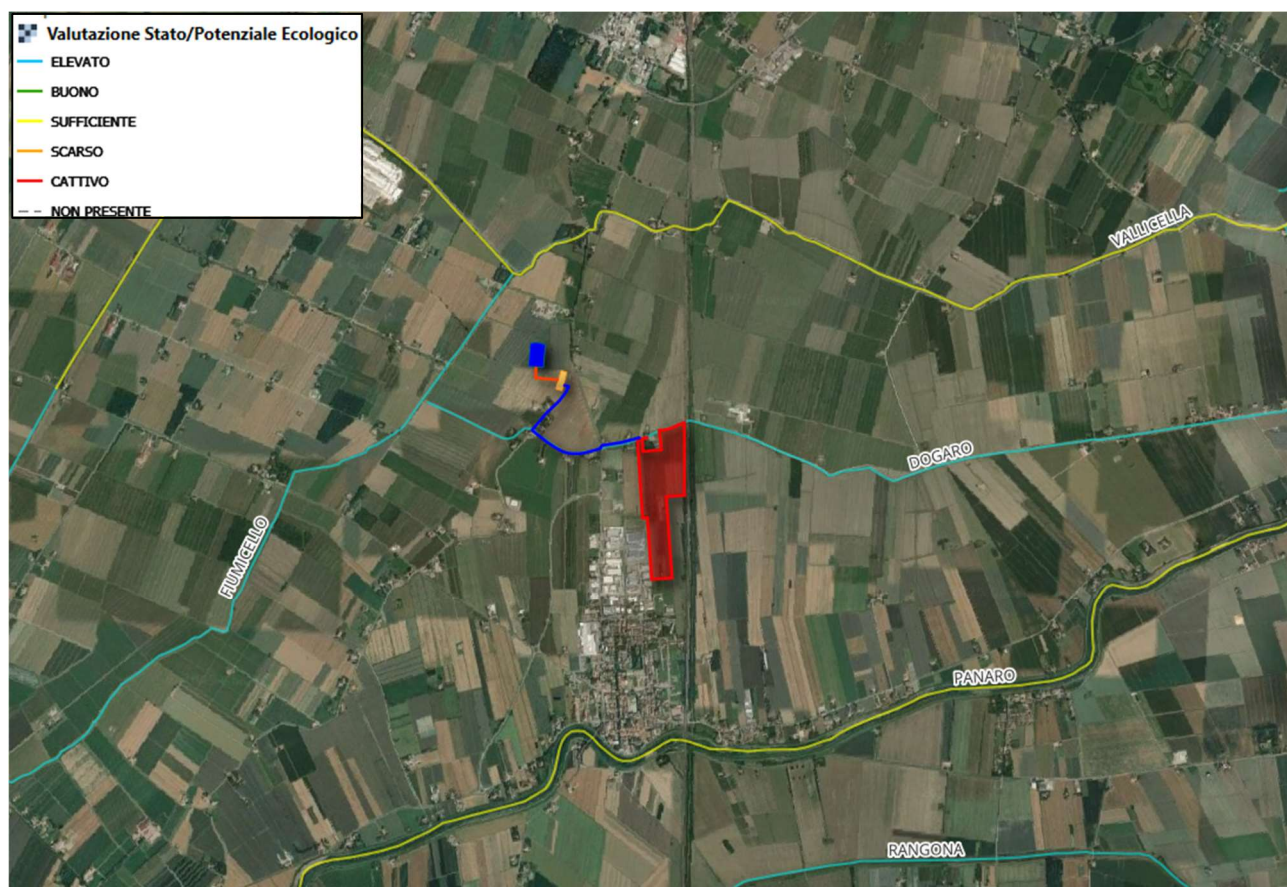 Valutazione Stato/Potenziale Ecologico
ELEVATO
BUONO
SUFFICIENTE
SCARSO
CATTIVO
NON PRESENTE
VALLICELLA
DOGARO
FIUMICELLO
PANARO
RANGONA